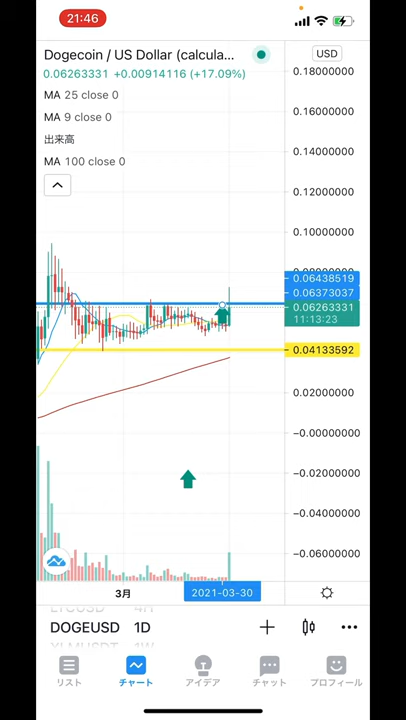 21:46
Dogecoin / US Dollar (calcula...
0.06263331 +0.00914116 (+17.09%)
MA 25 close 0
MA 9 close 0
出来高
MA 100 close 0
USD
0.18000000
0.16000000
0.14000000
0.12000000
0.10000000
0.06438519
0.06373037
0.06263331
11:13:23
0.04133592
0.02000000
−0.00000000
−0.02000000
−0.04000000
−0.06000000
3月
2021-03-30
LTCUSD 4H
DOGEUSD 1D
XLMUSD 1W
リスト
チャート
アイデア
チャット
プロフィール